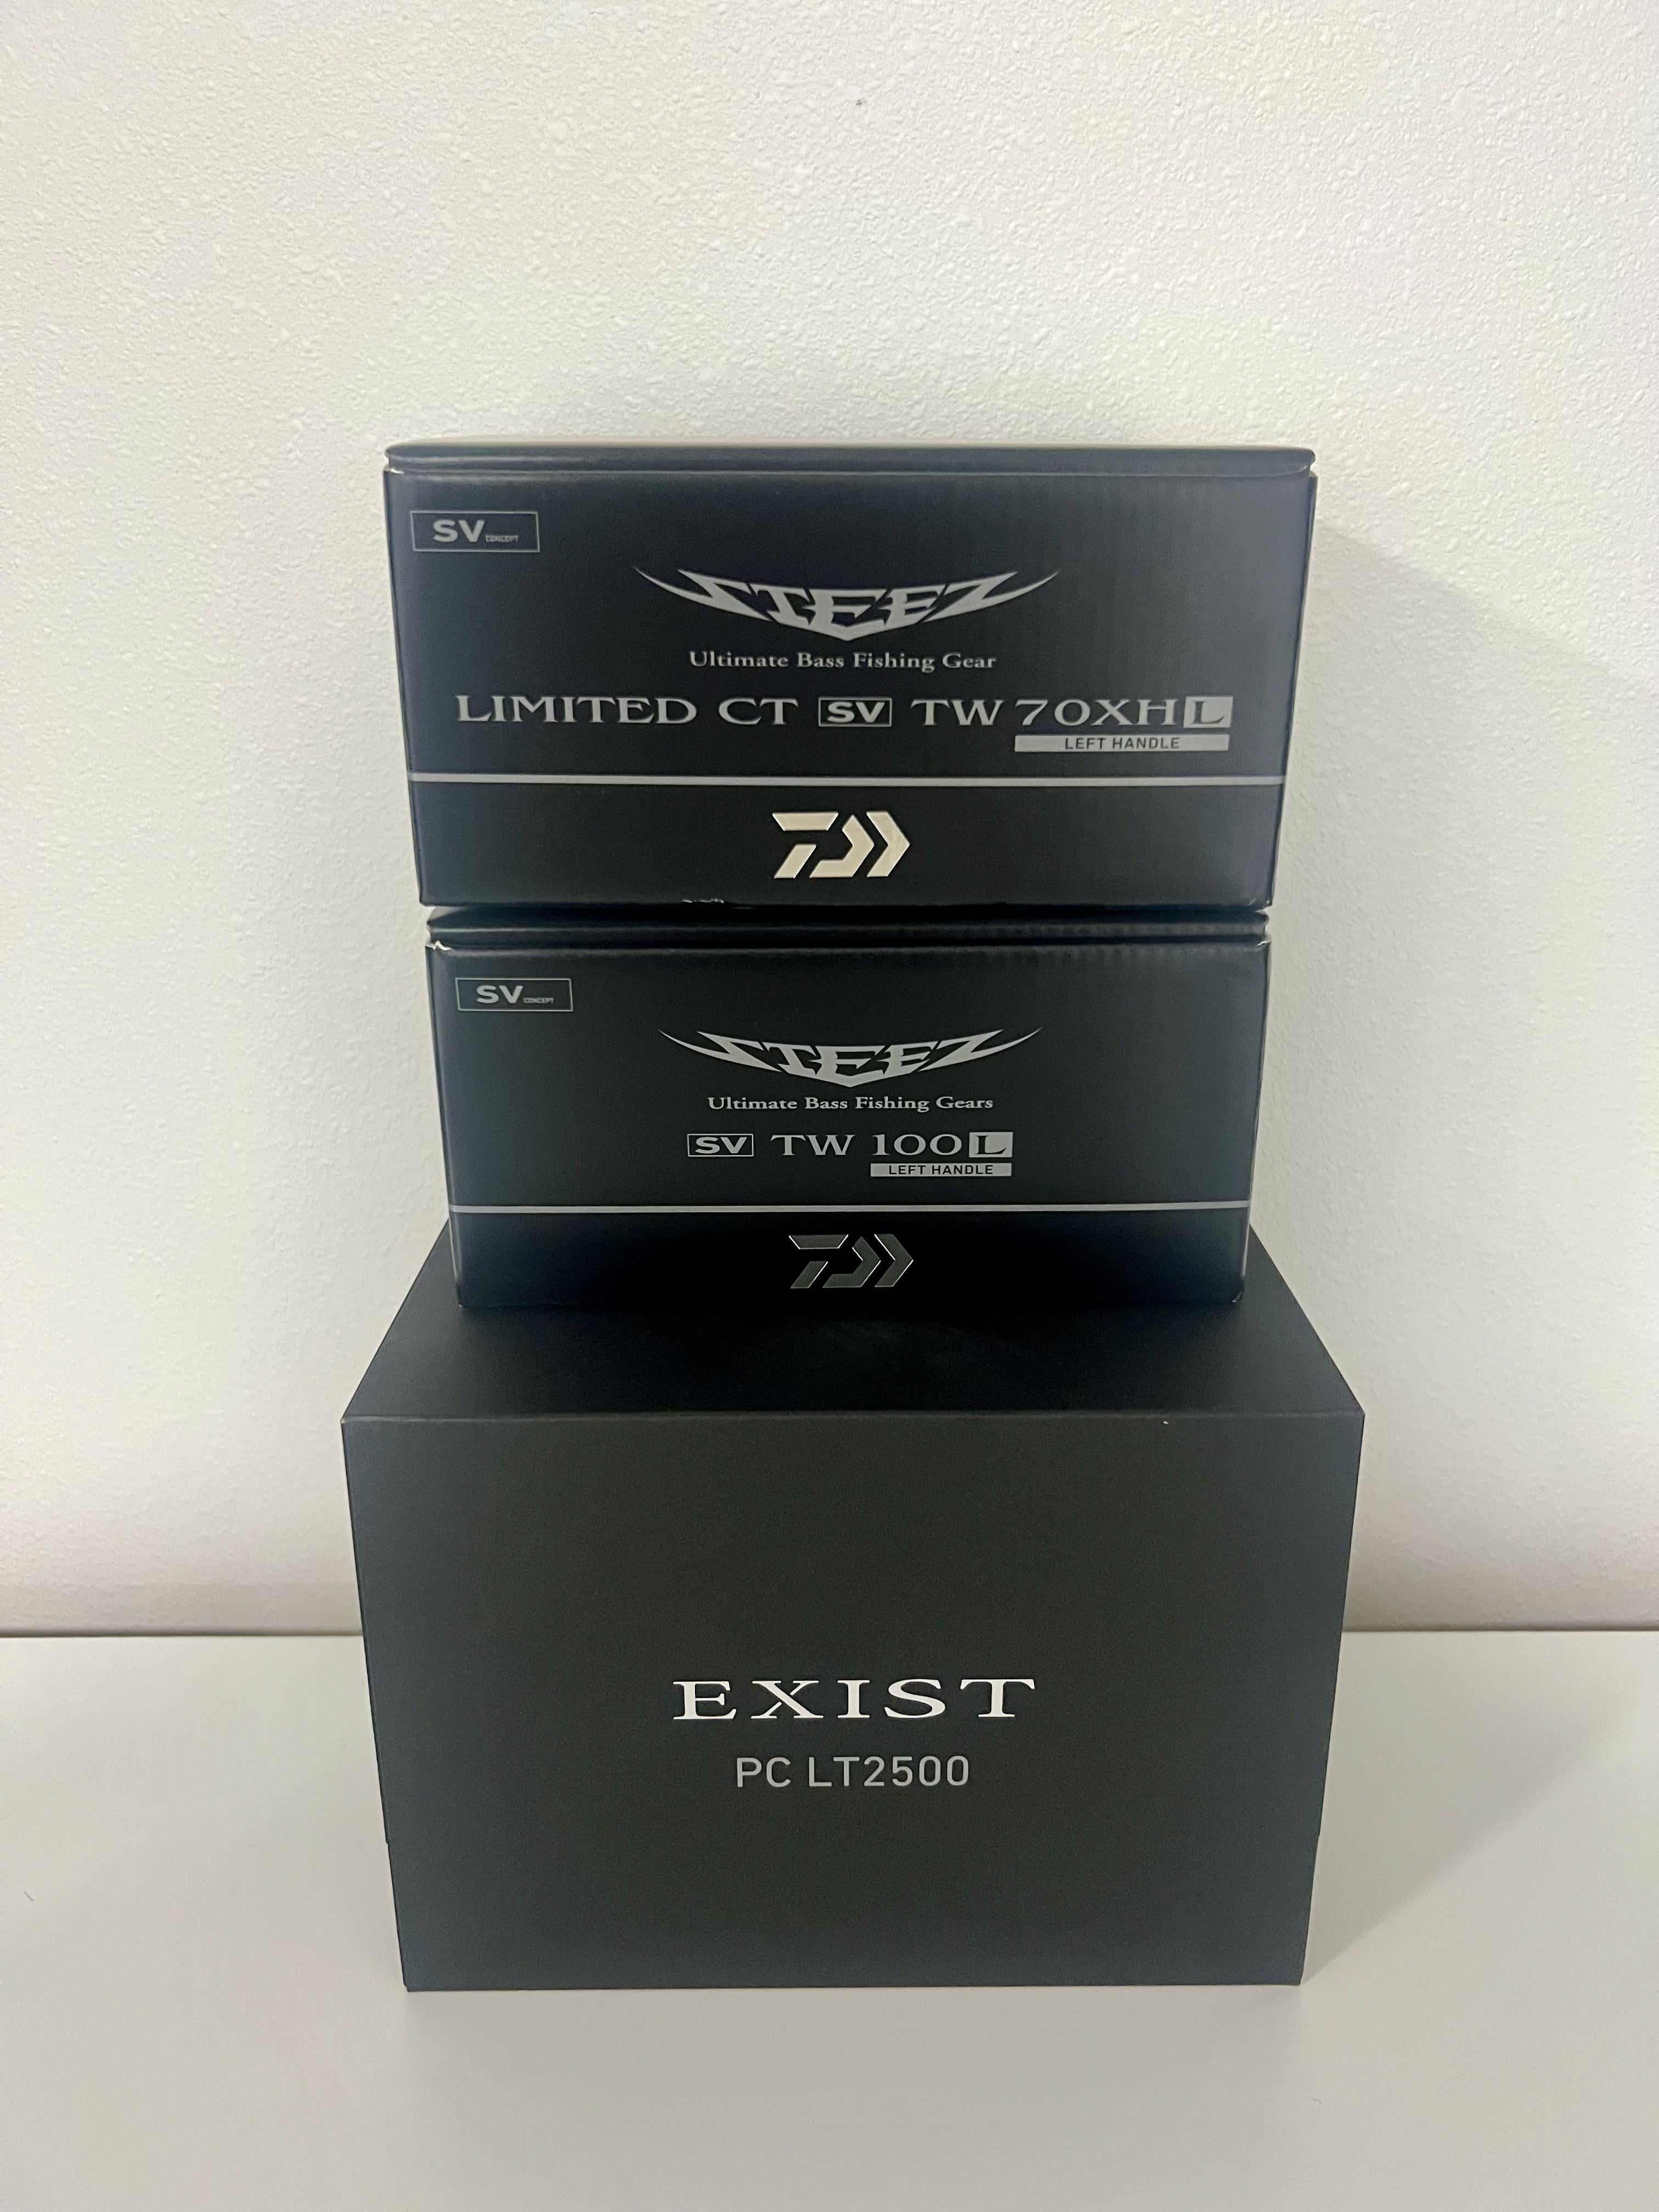 SV CONCEPT
STEEZ
Ultimate Bass Fishing Gear
LIMITED CT SV TW 70XHL
LEFT HANDLE
SV CONCEPT
STEEZ
Ultimate Bass Fishing Gears
SV TW 100L
LEFT HANDLE
EXIST
PC LT2500